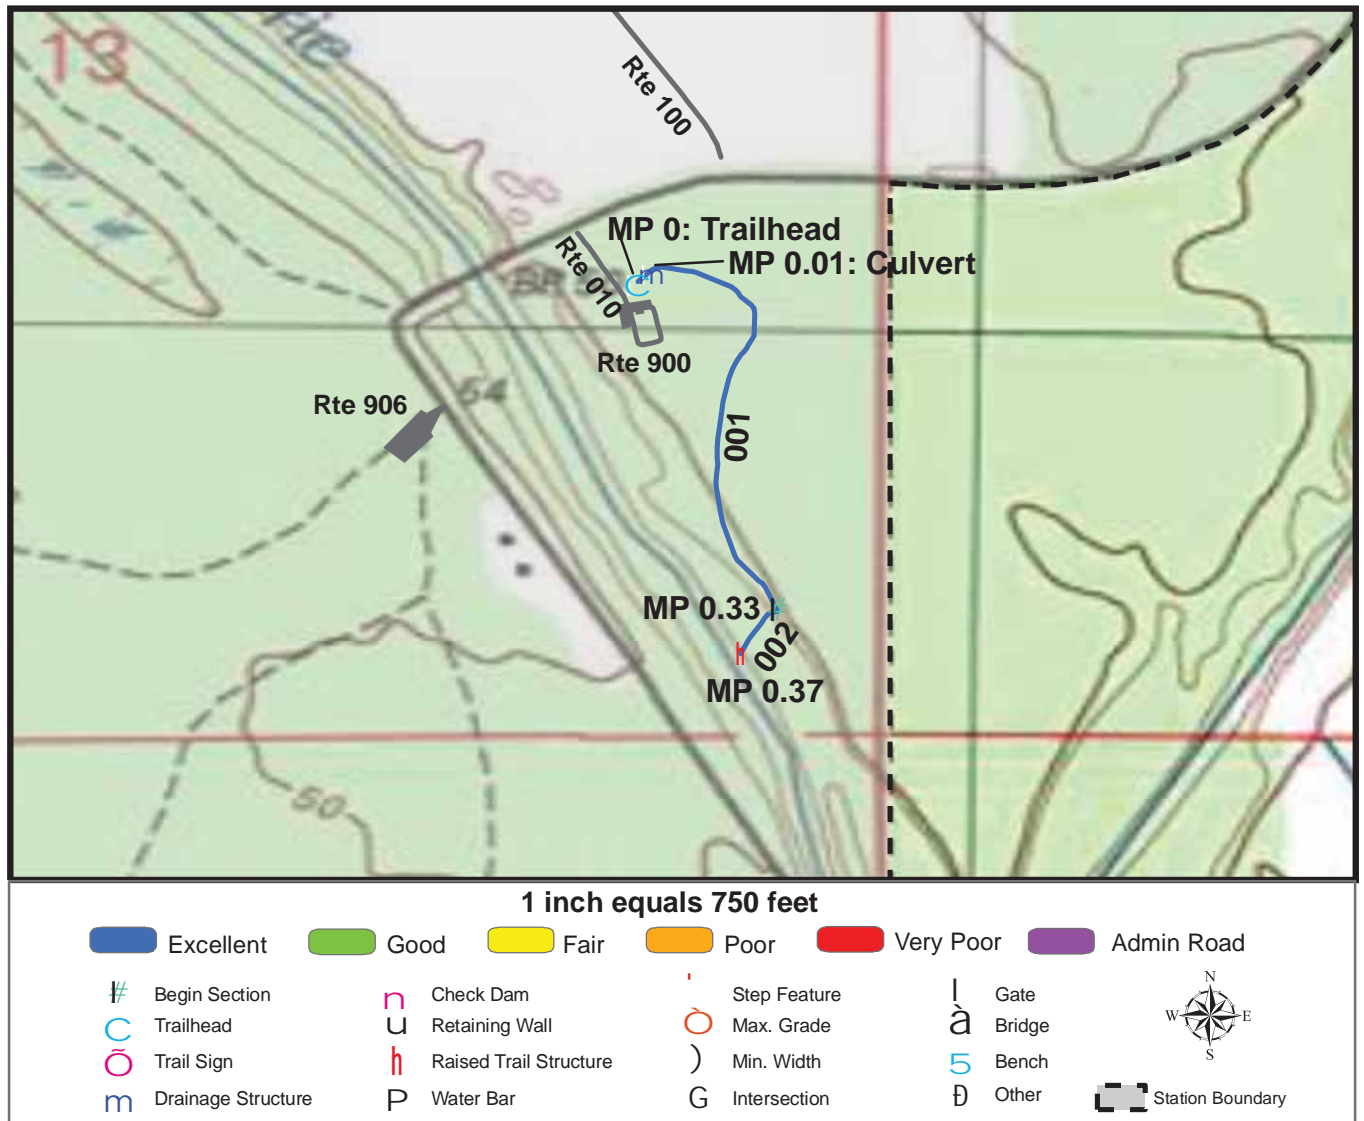 13
Rte 100
MP 0: Trailhead
C m
MP 0.01: Culvert
Rte 010
Rte 900
Rte 906
64
001
MP 0.33
002
h
MP 0.37
50
1 inch equals 750 feet
Excellent
Good
Fair
Poor
Very Poor
Admin Road
# Begin Section
n Check Dam
' Step Feature
l Gate
C Trailhead
u Retaining Wall
Ò Max. Grade
à Bridge
Õ Trail Sign
h Raised Trail Structure
) Min. Width
5 Bench
m Drainage Structure
P Water Bar
G Intersection
Ð Other
Station Boundary
N
W E
S